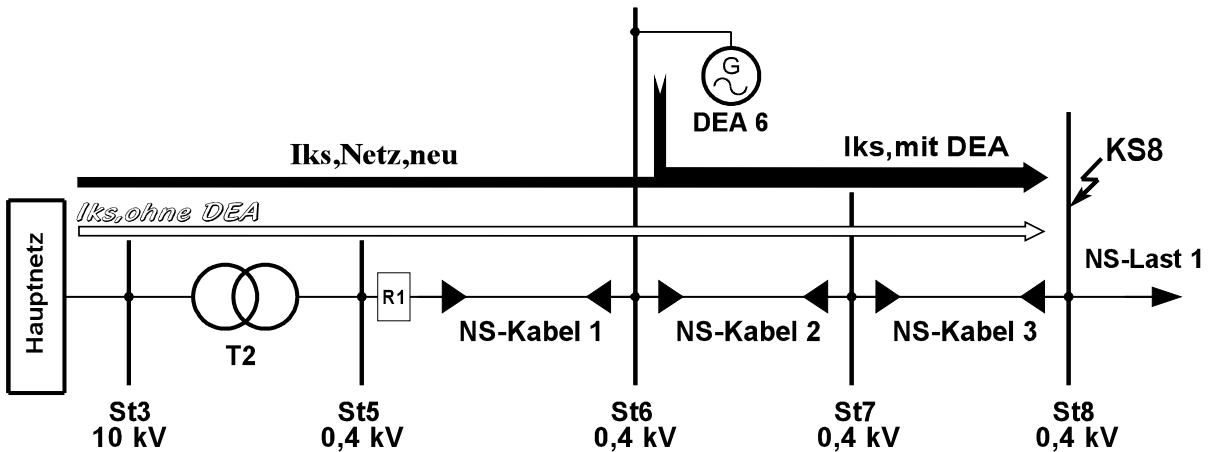 G
DEA 6
Iks,Netz,neu
Iks,mit DEA
KS8
Iks,ohne DEA
Hauptnetz
NS-Last 1
R1
T2
NS-Kabel 1
NS-Kabel 2
NS-Kabel 3
St3
10 kV
St5
0,4 kV
St6
0,4 kV
St7
0,4 kV
St8
0,4 kV